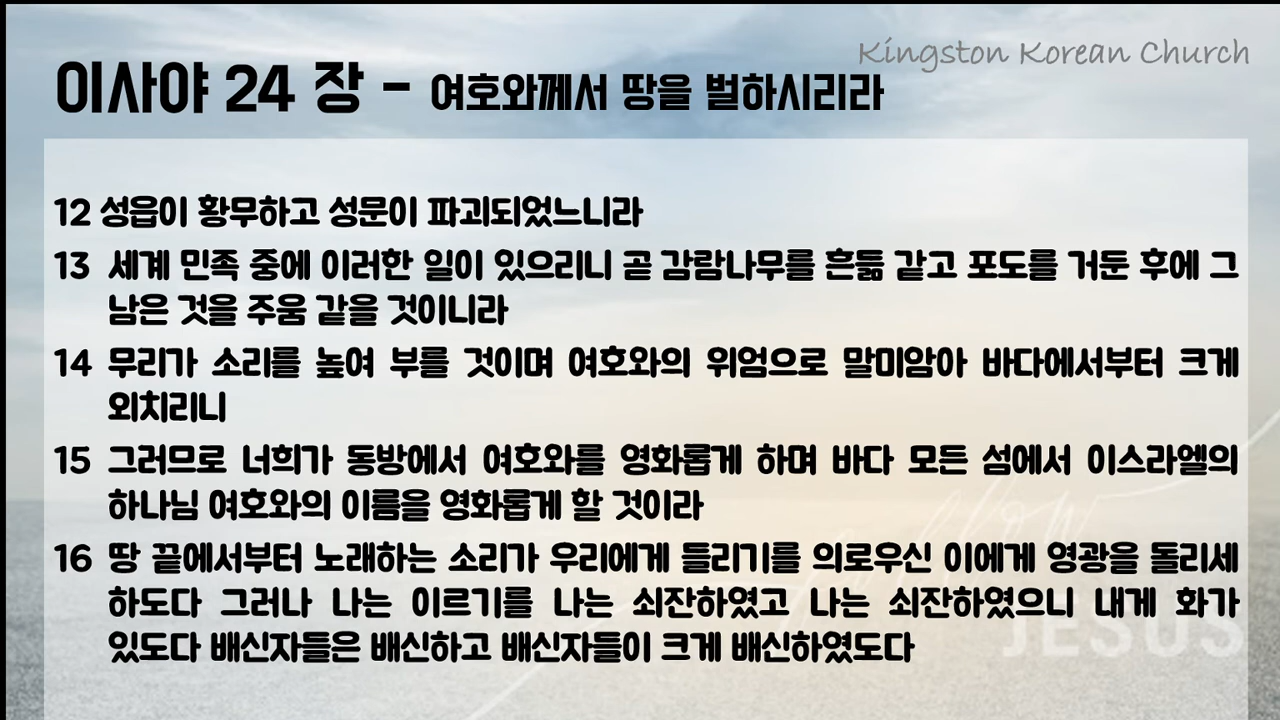 Kingston Korean Church
이사야 24 장 - 여호와께서 땅을 벌하시리라
12 성읍이 황무하고 성문이 파괴되었느니라
13 세계 민족 중에 이러한 일이 있으리니 곧 감람나무를 흔듦 같고 포도를 거둔 후에 그
남은 것을 주움 같을 것이니라
14 무리가 소리를 높여 부를 것이며 여호와의 위엄으로 말미암아 바다에서부터 크게
외치리니
15 그러므로 너희가 동방에서 여호와를 영화롭게 하며 바다 모든 섬에서 이스라엘의
하나님 여호와의 이름을 영화롭게 할 것이라
16 땅 끝에서부터 노래하는 소리가 우리에게 들리기를 의로우신 이에게 영광을 돌리세
하도다 그러나 나는 이르기를 나는 쇠잔하였고 나는 쇠잔하였으니 내게 화가
있도다 배신자들은 배신하고 배신자들이 크게 배신하였도다
follow
JESUS